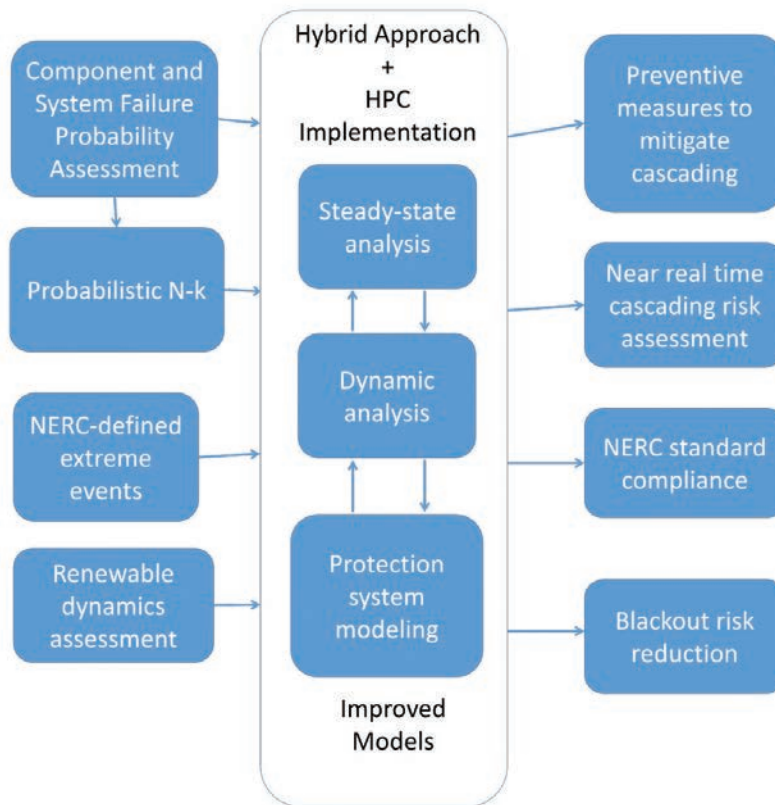 Component and
System Failure
Probability
Assessment
Probabilistic N-k
NERC-defined
extreme
events
Renewable
dynamics
assessment
Hybrid Approach
+
HPC
Implementation
Steady-state
analysis
Dynamic
analysis
Protection
system
modeling
Improved
Models
Preventive
measures to
mitigate
cascading
Near real time
cascading risk
assessment
NERC standard
compliance
Blackout risk
reduction